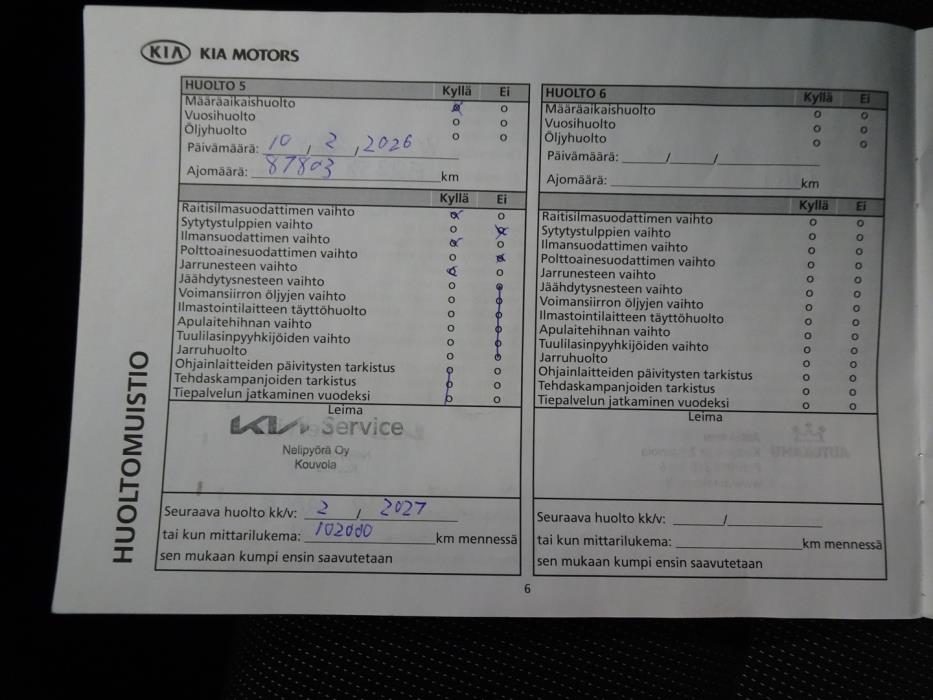 KIA KIA MOTORS
HUOLTO 5 Kyllä Ei
Määräaikaishuolto o o
Vuosihuolto o o
Öljyhuolto o o
Päivämäärä: 10 / 2 / 2026
Ajomäärä: 87803 km
Kyllä Ei
Raitisilmasuodattimen vaihto o o
Sytytystulppien vaihto o o
Ilmansuodattimen vaihto o o
Polttoainesuodattimen vaihto o o
Jarrunesteen vaihto o o
Jäähdytysnesteen vaihto o o
Voimansiirron öljyjen vaihto o o
Ilmastointilaitteen täyttöhuolto o o
Apulaitehihnan vaihto o o
Tuulilasinpyyhkijöiden vaihto o o
Jarruhuolto o o
Ohjainlaitteiden päivitysten tarkistus o o
Tehdaskampanjoiden tarkistus o o
Tiepalvelun jatkaminen vuodeksi o o
Leima
KIA Service
Nelipyörä Oy
Kouvola
Seuraava huolto kk/v: 2 / 2027
tai kun mittarilukema: 102000 km mennessä
sen mukaan kumpi ensin saavutetaan
HUOLTO 6 Kyllä Ei
Määräaikaishuolto o o
Vuosihuolto o o
Öljyhuolto o o
Päivämäärä: / /
Ajomäärä: km
Kyllä Ei
Raitisilmasuodattimen vaihto o o
Sytytystulppien vaihto o o
Ilmansuodattimen vaihto o o
Polttoainesuodattimen vaihto o o
Jarrunesteen vaihto o o
Jäähdytysnesteen vaihto o o
Voimansiirron öljyjen vaihto o o
Ilmastointilaitteen täyttöhuolto o o
Apulaitehihnan vaihto o o
Tuulilasinpyyhkijöiden vaihto o o
Jarruhuolto o o
Ohjainlaitteiden päivitysten tarkistus o o
Tehdaskampanjoiden tarkistus o o
Tiepalvelun jatkaminen vuodeksi o o
Leima
Seuraava huolto kk/v: /
tai kun mittarilukema: km mennessä
sen mukaan kumpi ensin saavutetaan
HUOLTOMUISTIO
6